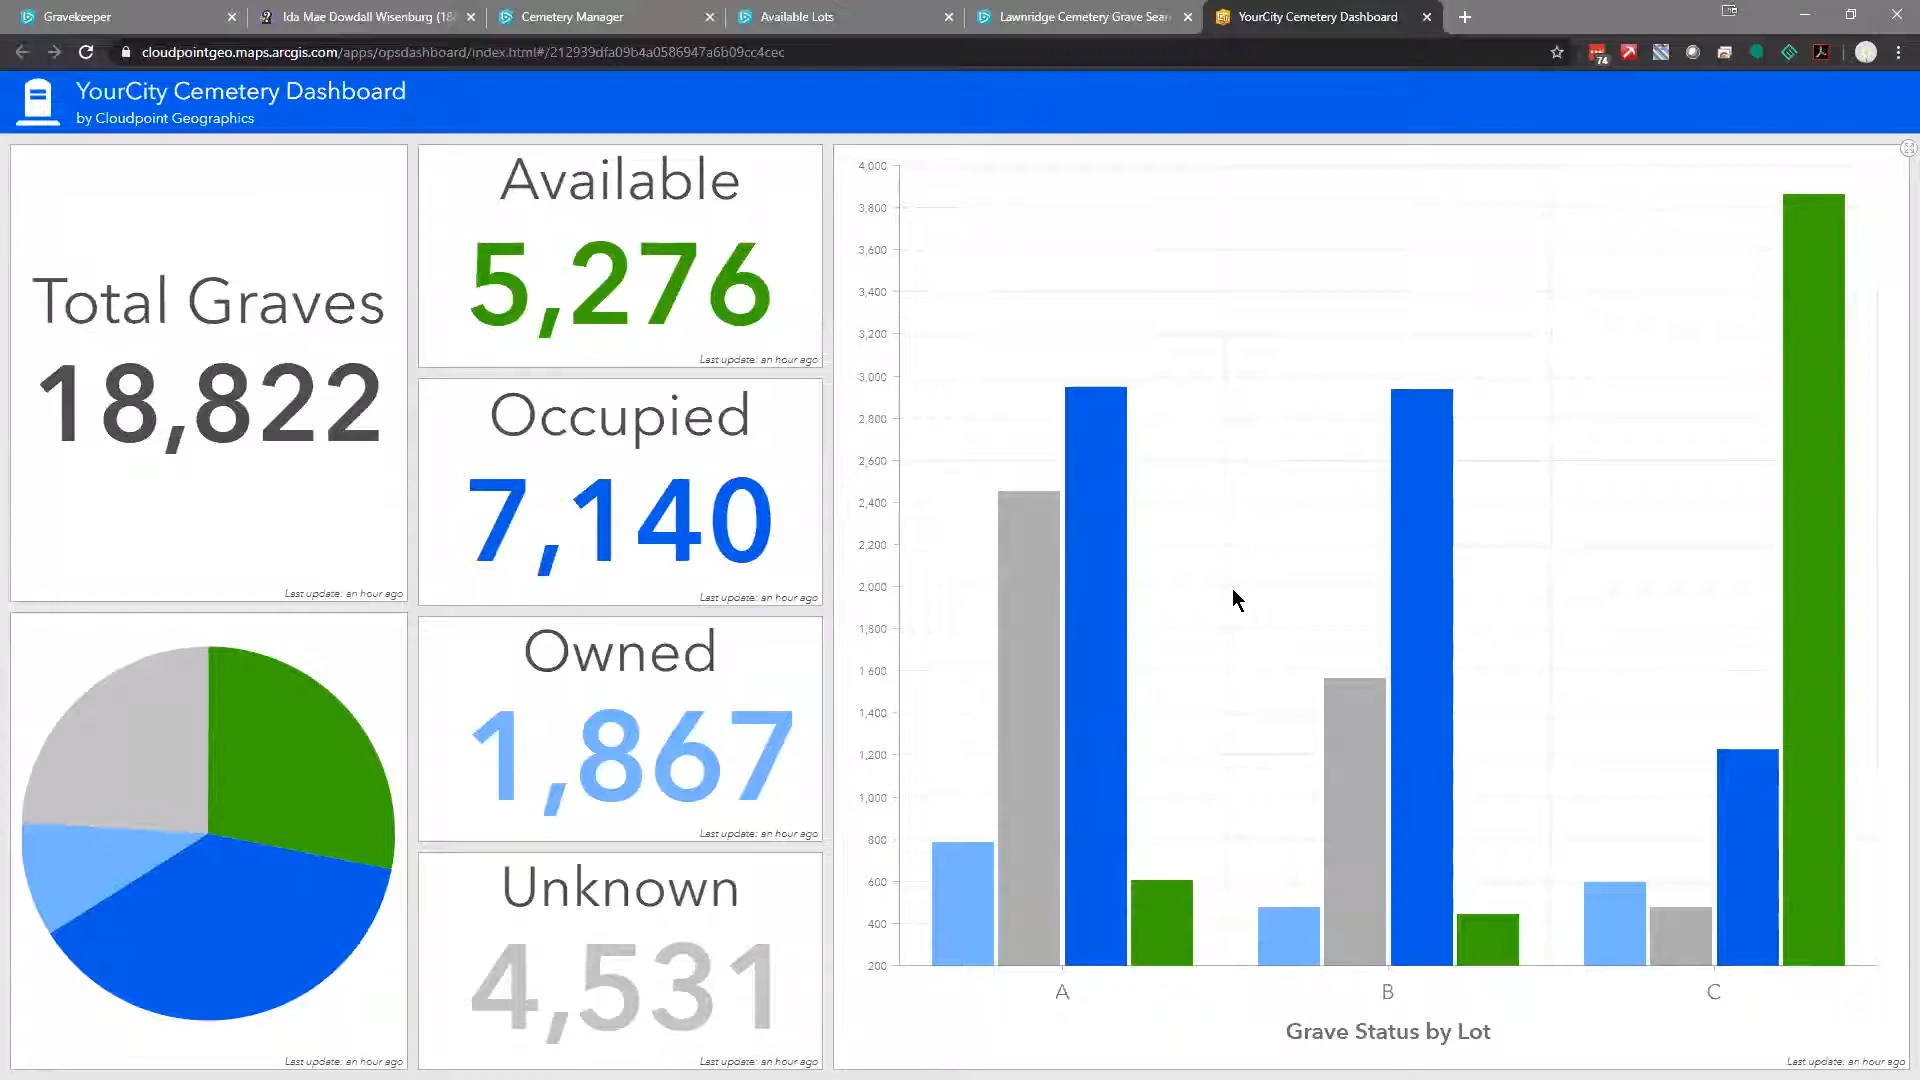 Gravekeeper
Ida Mae Dowdall Wisenburg (18
Cemetery Manager
Available Lots
Lawnridge Cemetery Grave Sear
YourCity Cemetery Dashboard
cloudpointgeo.maps.arcgis.com/apps/opsdashboard/index.html#/212939dfa09b4a0586947a6b09cc4cec
74
YourCity Cemetery Dashboard
by Cloudpoint Geographics
Total Graves
18,822
Last update: an hour ago
Last update: an hour ago
Available
5,276
Last update: an hour ago
Occupied
7,140
Last update: an hour ago
Owned
1,867
Last update: an hour ago
Unknown
4,531
Last update: an hour ago
4,000
3,800
3,600
3,400
3,200
3,000
2,800
2,600
2,400
2,200
2,000
1,800
1 600
1,400
1,200
1,000
800
600
400
200
A B C
Grave Status by Lot
Last update: an hour ago